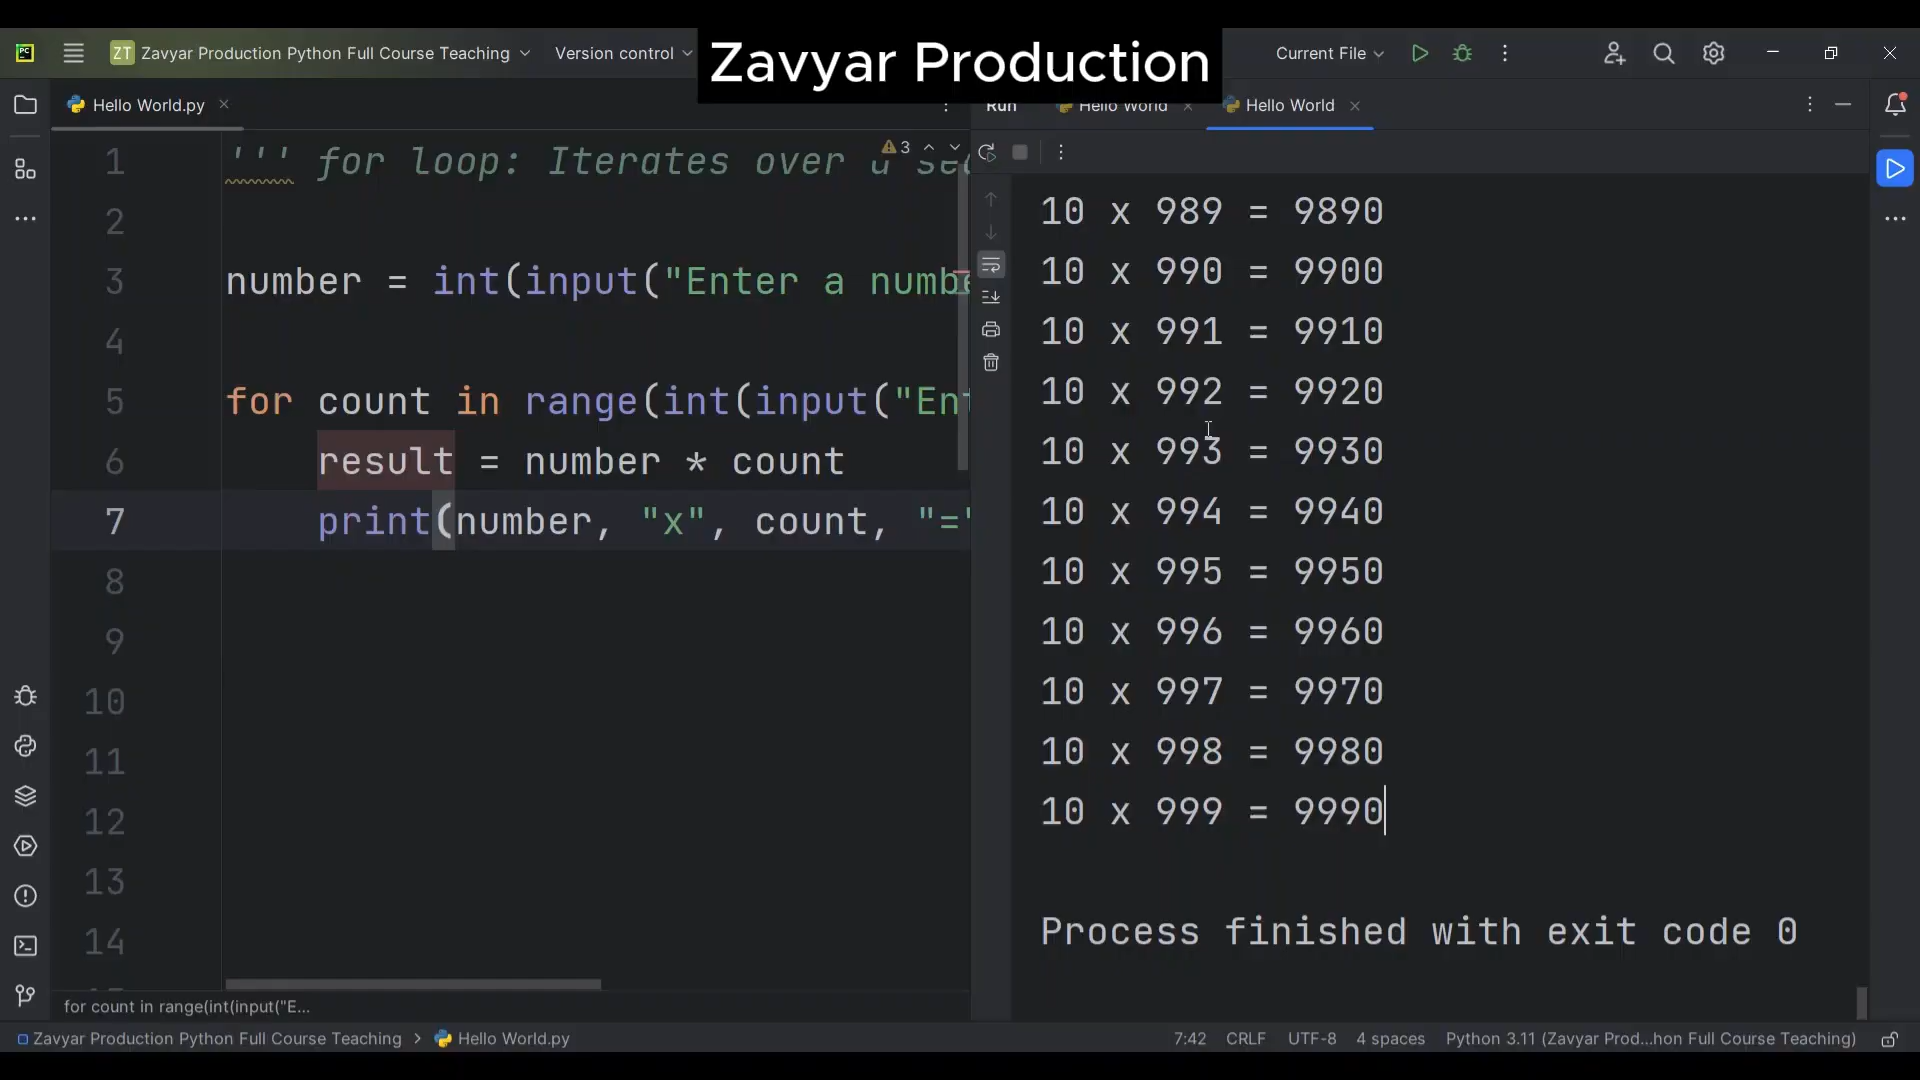 Zavyar Production
PC
ZT Zavyar Production Python Full Course Teaching
Version control
Current File
Hello World.py
Run
Hello World
Hello World
3
1 ''' for loop: Iterates over a se
2
3 number = int(input("Enter a numbe
4
5 for count in range(int(input("Ent
6 result = number * count
7 print(number, "x", count, "="
8
9
10
11
12
13
14
10 x 989 = 9890
10 x 990 = 9900
10 x 991 = 9910
10 x 992 = 9920
10 x 993 = 9930
10 x 994 = 9940
10 x 995 = 9950
10 x 996 = 9960
10 x 997 = 9970
10 x 998 = 9980
10 x 999 = 9990
Process finished with exit code 0
for count in range(int(input("E...
Zavyar Production Python Full Course Teaching > Hello World.py
7:42 CRLF UTF-8 4 spaces Python 3.11 (Zavyar Prod...hon Full Course Teaching)